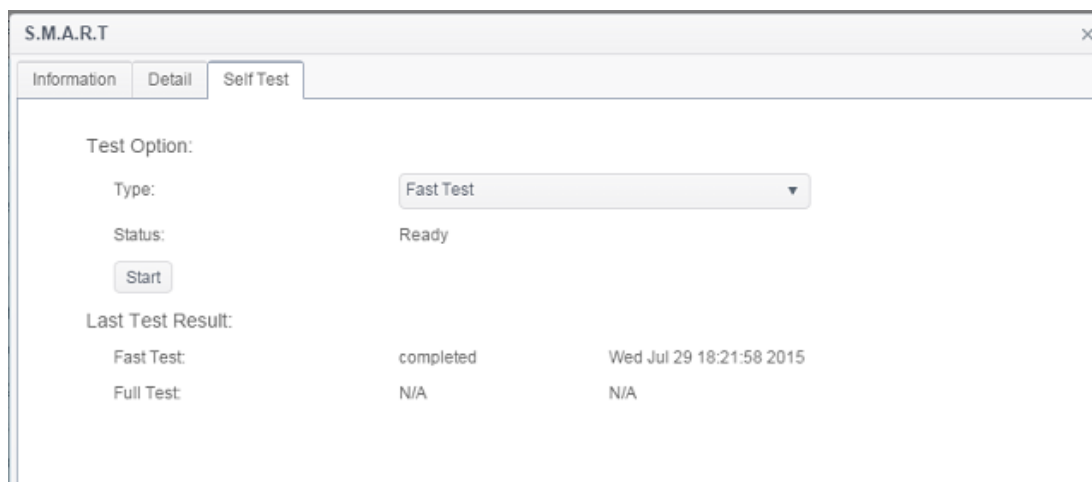 S.M.A.R.T
Information Detail Self Test
Test Option:
Type: Fast Test
Status: Ready
Start
Last Test Result:
Fast Test: completed Wed Jul 29 18:21:58 2015
Full Test: N/A N/A